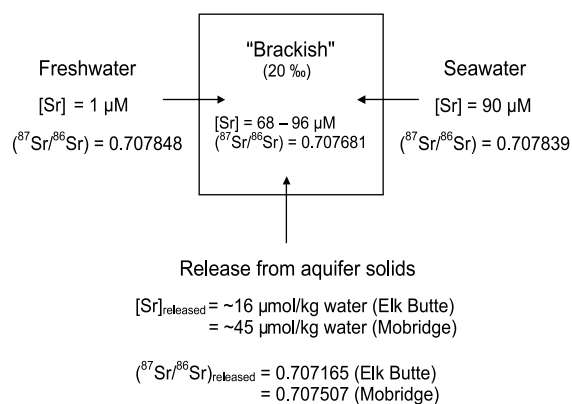 "Brackish"
(20 ‰)
Freshwater
[Sr] = 1 µM
(⁸⁷Sr/⁸⁶Sr) = 0.707848
[Sr] = 68 – 96 µM
(⁸⁷Sr/⁸⁶Sr) = 0.707681
Seawater
[Sr] = 90 µM
(⁸⁷Sr/⁸⁶Sr) = 0.707839
Release from aquifer solids
[Sr]released = ~16 µmol/kg water (Elk Butte)
= ~45 µmol/kg water (Mobridge)
(⁸⁷Sr/⁸⁶Sr)released = 0.707165 (Elk Butte)
= 0.707507 (Mobridge)